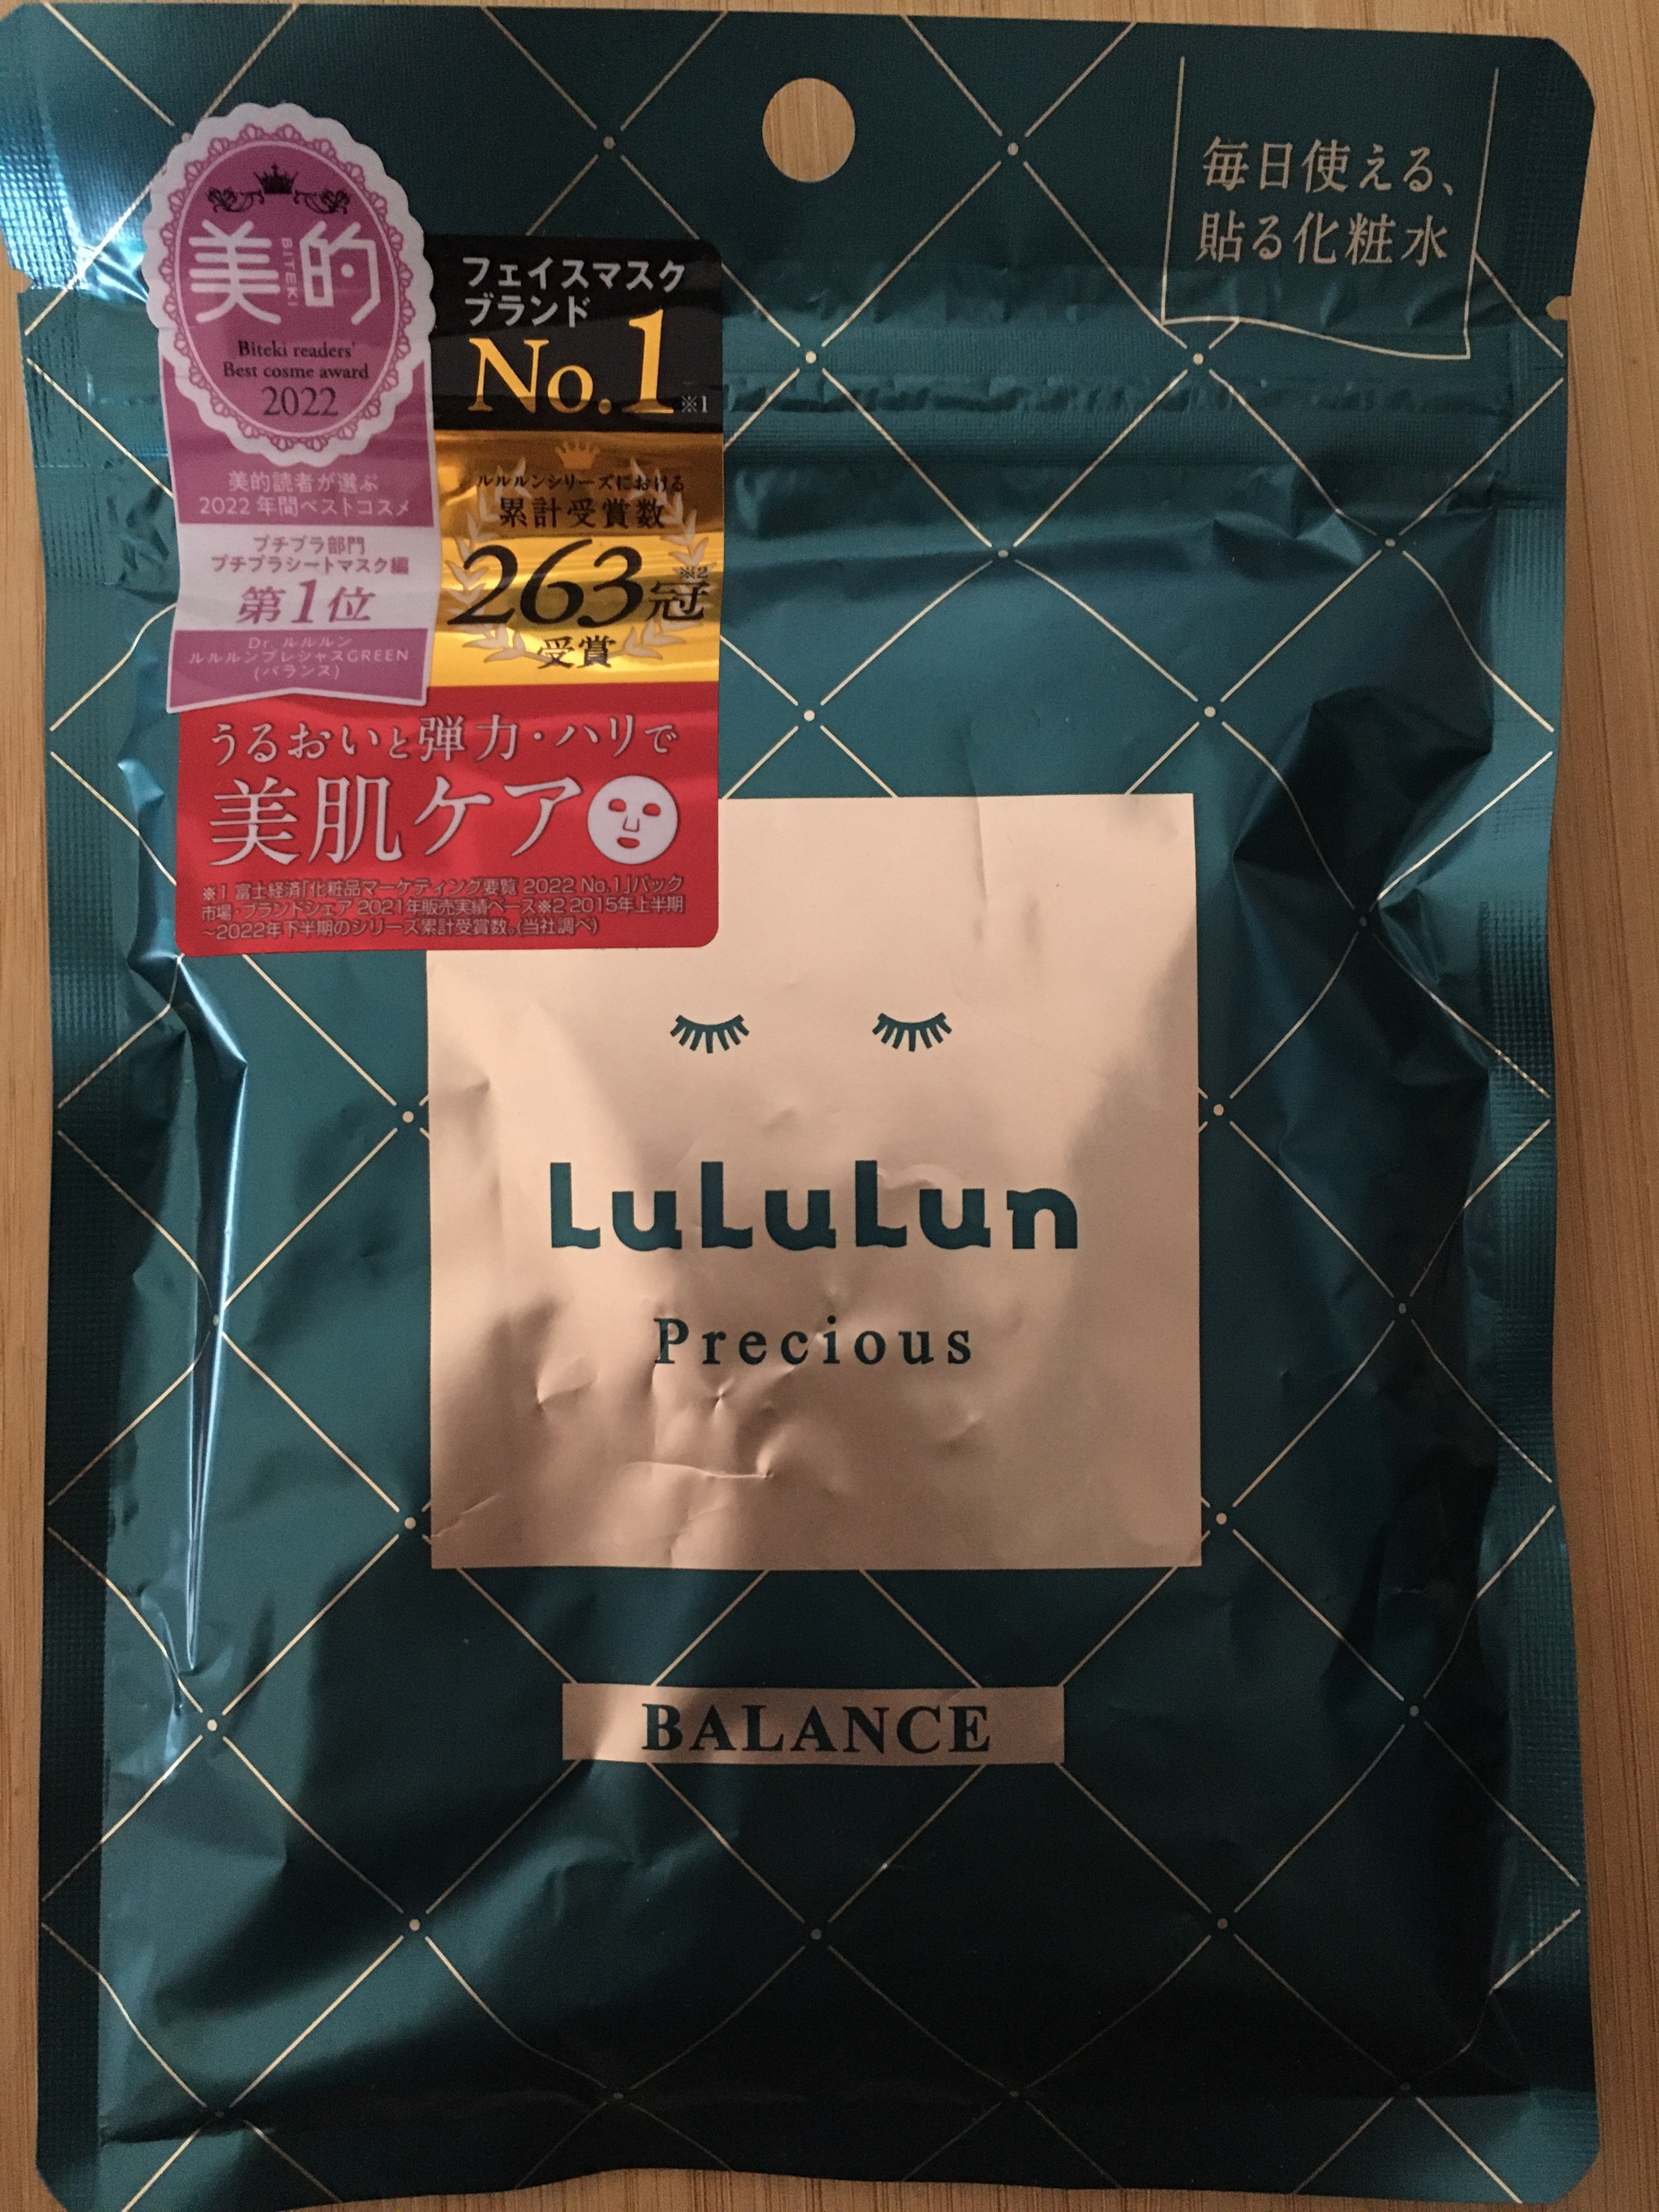 毎日使える、
貼る化粧水
美的
BITEKI
Biteki readers'
Best cosme award
2022
美的読者が選ぶ
2022 年間ベストコスメ
プチプラ部門
プチプラシートマスク編
第1位
Dr. ルルルン
ルルルンプレシャスGREEN
(バランス)
フェイスマスク
ブランド
No.1※1
ルルルンシリーズにおける
累計受賞数
263冠※2
受賞
うるおいと弾力・ハリで
美肌ケア
※1 富士経済「化粧品マーケティング要覧 2022 No.1」パック
市場・ブランドシェア 2021年販売実績ベース※2 2015年上半期
~2022年下半期のシリーズ累計受賞数。(当社調べ)
LuLuLun
Precious
BALANCE